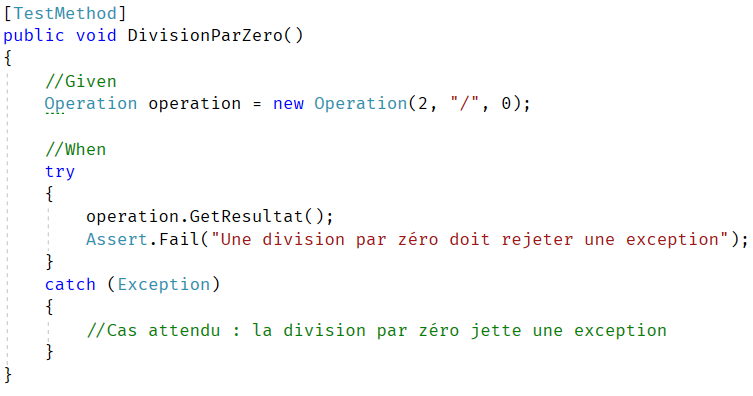 [TestMethod]
public void DivisionParZero()
{
//Given
Operation operation = new Operation(2, "/", 0);
//When
try
{
operation.GetResultat();
Assert.Fail("Une division par zéro doit rejeter une exception");
}
catch (Exception)
{
//Cas attendu : la division par zéro jette une exception
}
}